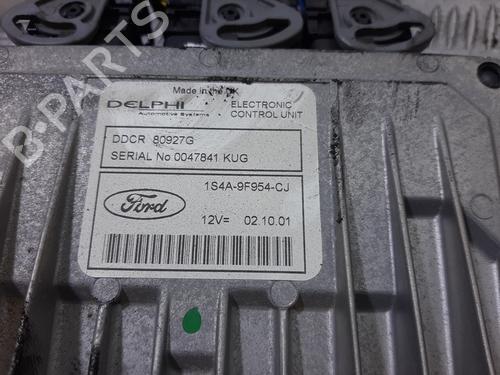 Made in the UK
DELPHI
Automotive Systems
ELECTRONIC
CONTROL UNIT
DDCR 80927G
SERIAL No 0047841 KUG
1S4A-9F954-CJ
Ford
12V= 02.10.01
B-PARTS